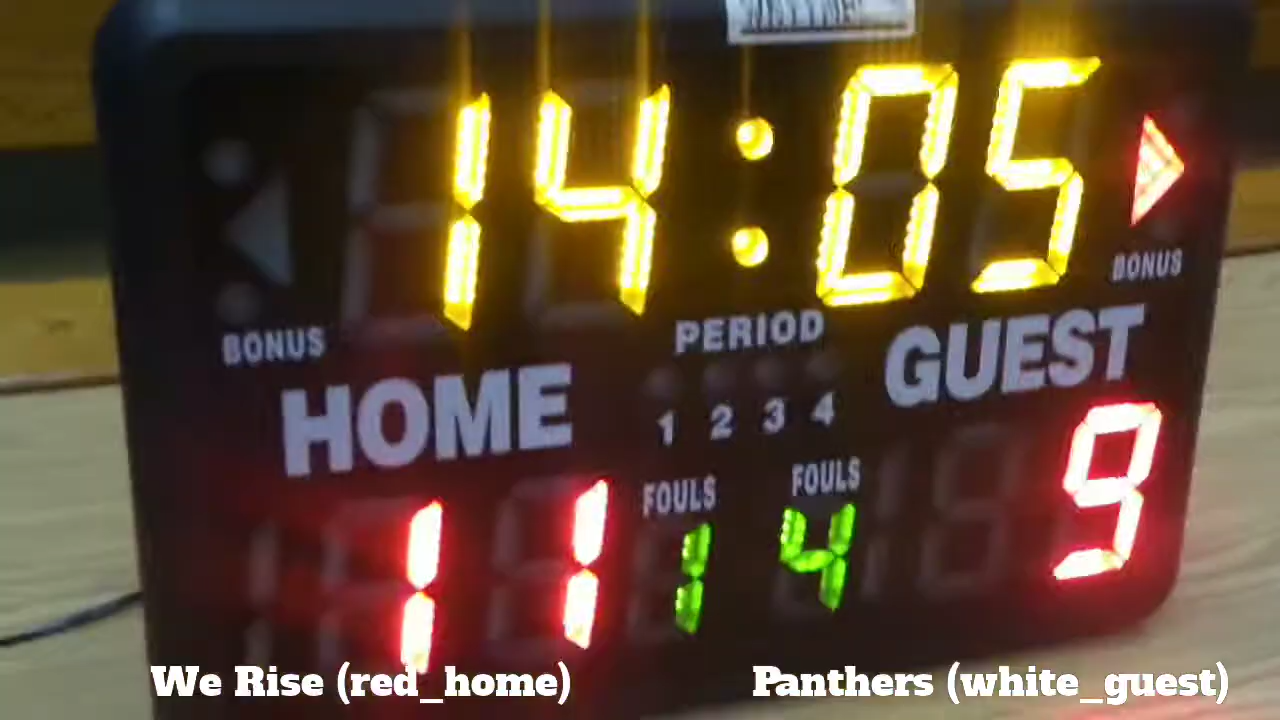 14:05
BONUS
BONUS
PERIOD
HOME
GUEST
1 2 3 4
FOULS
FOULS
11
1
4
9
We Rise (red_home)
Panthers (white_guest)